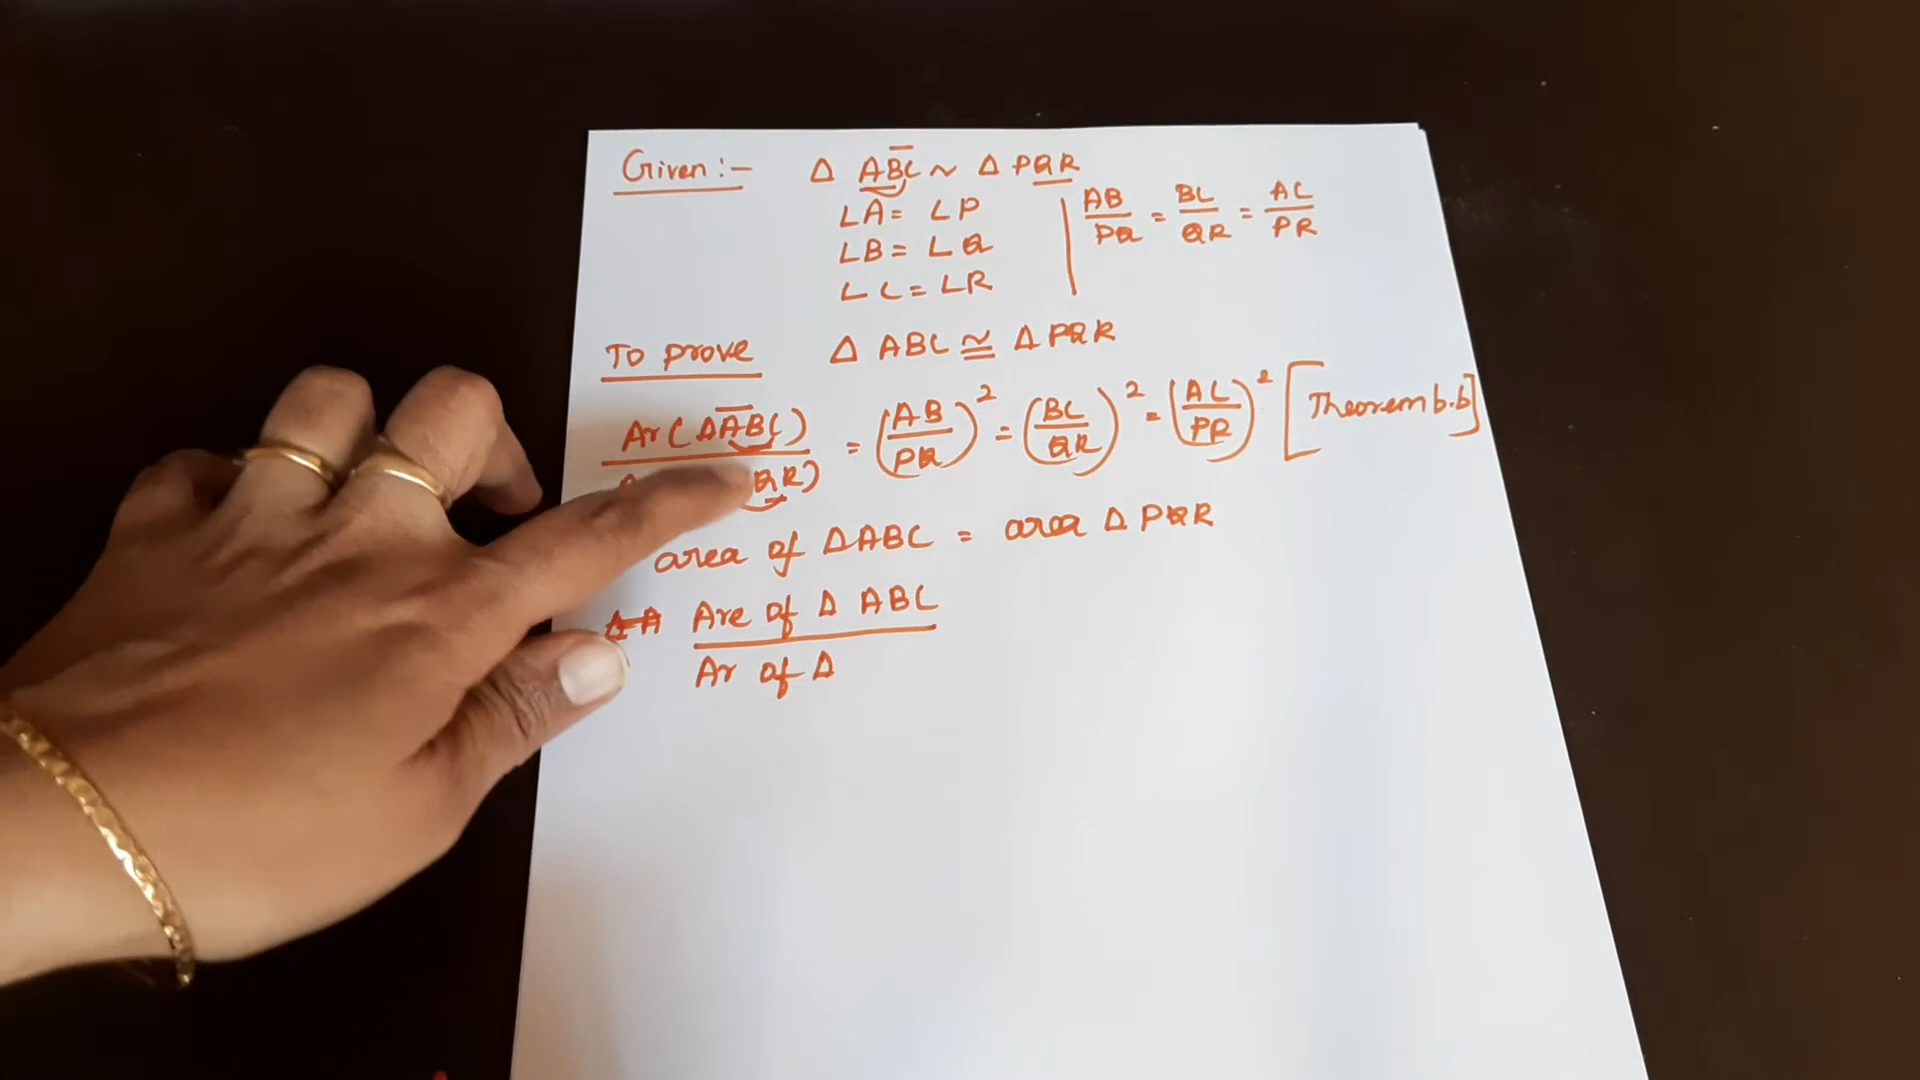 Given :- Δ ABC ~ Δ PQR
∠A = ∠P
∠B = ∠Q
∠C = ∠R
AB/PQ = BC/QR = AC/PR
To prove Δ ABC ≅ Δ PQR
Ar(ΔABC)/ QR) = (AB/PQ)² = (BC/QR)² = (AC/PR)² [Theorem 6.6]
area of ΔABC = area Δ PQR
Are of Δ ABC
Ar of Δ